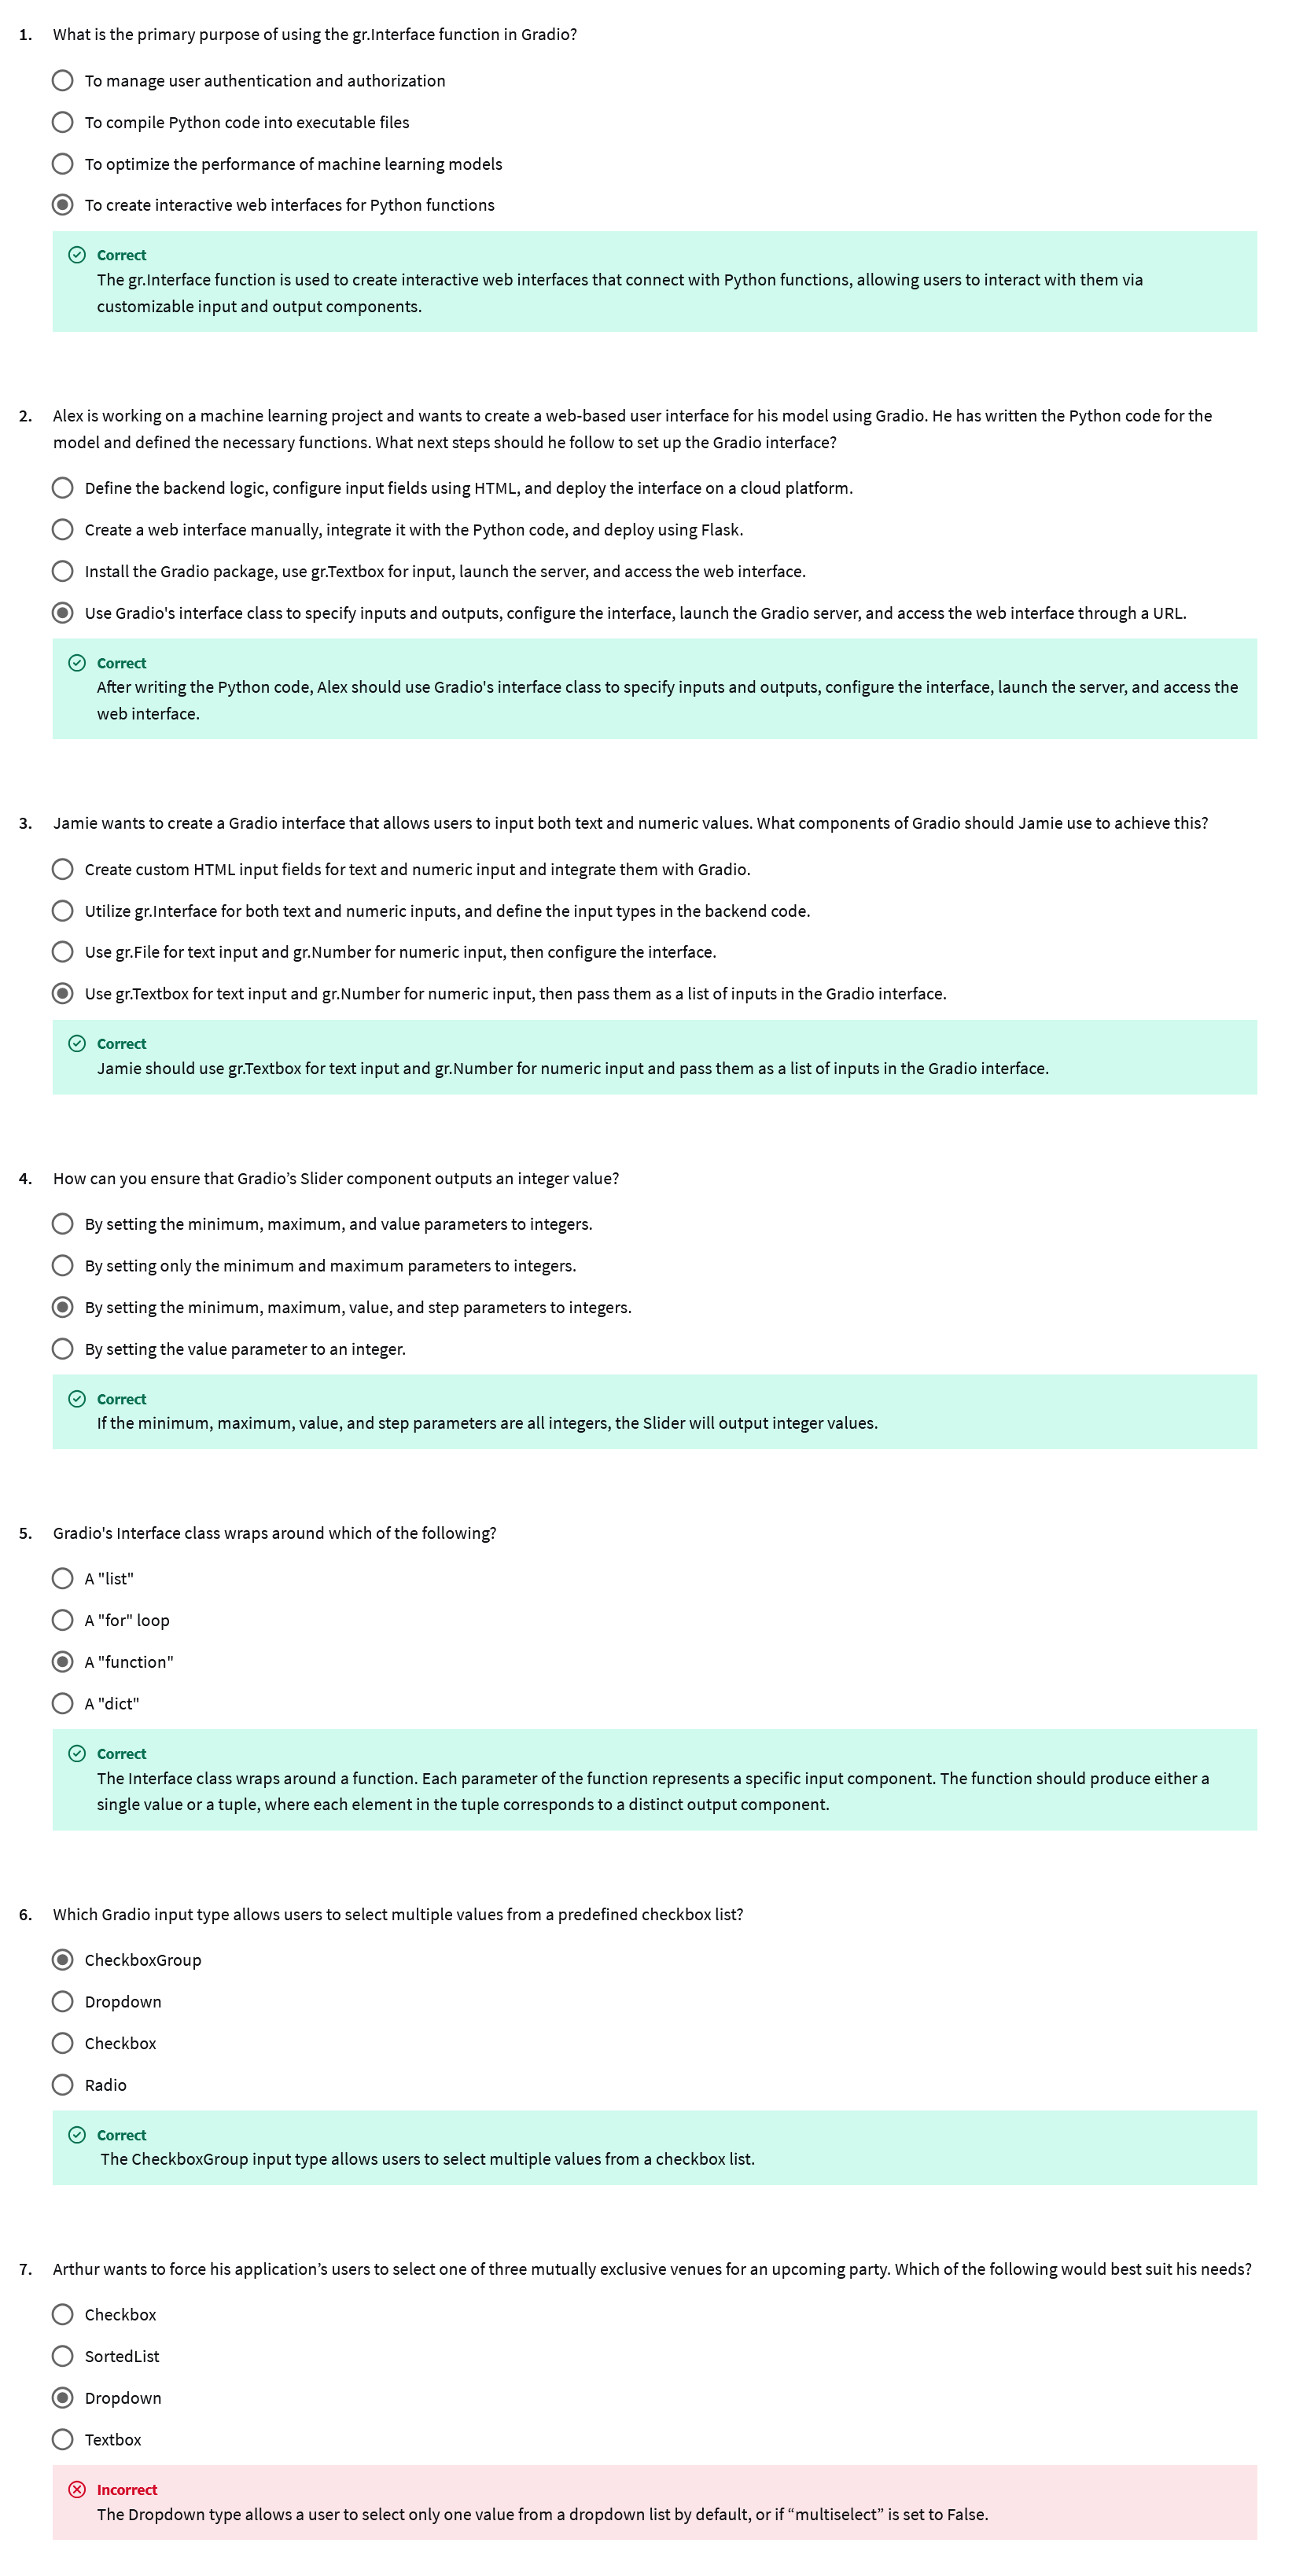 1. What is the primary purpose of using the gr.Interface function in Gradio?
To manage user authentication and authorization
To compile Python code into executable files
To optimize the performance of machine learning models
To create interactive web interfaces for Python functions
Correct
The gr.Interface function is used to create interactive web interfaces that connect with Python functions, allowing users to interact with them via
customizable input and output components.
2. Alex is working on a machine learning project and wants to create a web-based user interface for his model using Gradio. He has written the Python code for the
model and defined the necessary functions. What next steps should he follow to set up the Gradio interface?
Define the backend logic, configure input fields using HTML, and deploy the interface on a cloud platform.
Create a web interface manually, integrate it with the Python code, and deploy using Flask.
Install the Gradio package, use gr.Textbox for input, launch the server, and access the web interface.
Use Gradio's interface class to specify inputs and outputs, configure the interface, launch the Gradio server, and access the web interface through a URL.
Correct
After writing the Python code, Alex should use Gradio's interface class to specify inputs and outputs, configure the interface, launch the server, and access the
web interface.
3. Jamie wants to create a Gradio interface that allows users to input both text and numeric values. What components of Gradio should Jamie use to achieve this?
Create custom HTML input fields for text and numeric input and integrate them with Gradio.
Utilize gr.Interface for both text and numeric inputs, and define the input types in the backend code.
Use gr.File for text input and gr.Number for numeric input, then configure the interface.
Use gr.Textbox for text input and gr.Number for numeric input, then pass them as a list of inputs in the Gradio interface.
Correct
Jamie should use gr.Textbox for text input and gr.Number for numeric input and pass them as a list of inputs in the Gradio interface.
4. How can you ensure that Gradio’s Slider component outputs an integer value?
By setting the minimum, maximum, and value parameters to integers.
By setting only the minimum and maximum parameters to integers.
By setting the minimum, maximum, value, and step parameters to integers.
By setting the value parameter to an integer.
Correct
If the minimum, maximum, value, and step parameters are all integers, the Slider will output integer values.
5. Gradio's Interface class wraps around which of the following?
A "list"
A "for" loop
A "function"
A "dict"
Correct
The Interface class wraps around a function. Each parameter of the function represents a specific input component. The function should produce either a
single value or a tuple, where each element in the tuple corresponds to a distinct output component.
6. Which Gradio input type allows users to select multiple values from a predefined checkbox list?
CheckboxGroup
Dropdown
Checkbox
Radio
Correct
The CheckboxGroup input type allows users to select multiple values from a checkbox list.
7. Arthur wants to force his application’s users to select one of three mutually exclusive venues for an upcoming party. Which of the following would best suit his needs?
Checkbox
SortedList
Dropdown
Textbox
Incorrect
The Dropdown type allows a user to select only one value from a dropdown list by default, or if “multiselect” is set to False.